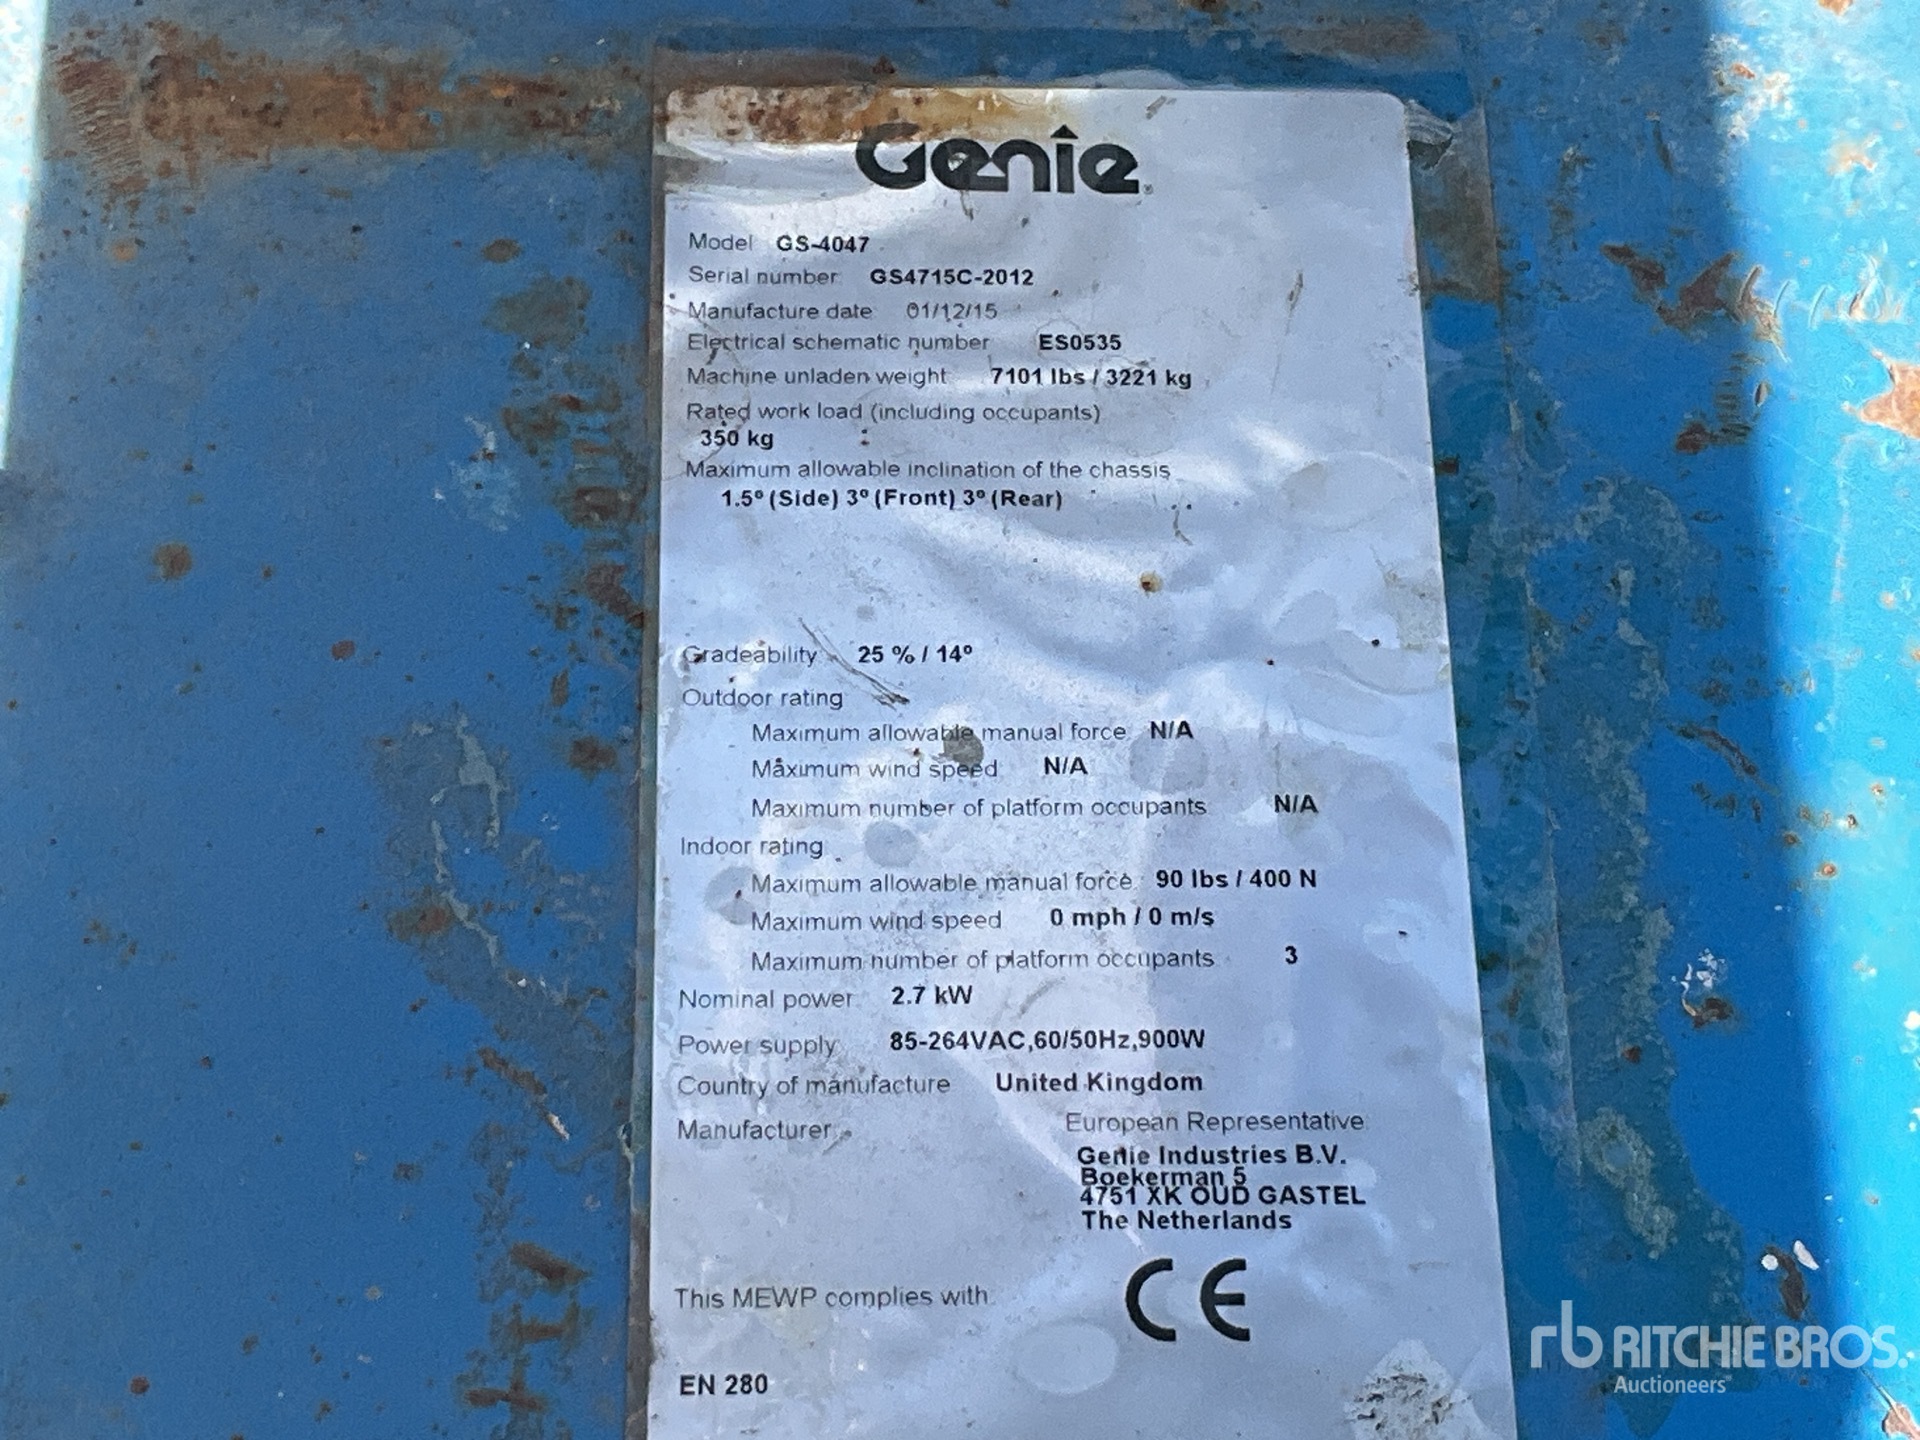 Genie
Model GS-4047
Serial number GS4715C-2012
Manufacture date 01/12/15
Electrical schematic number ES0535
Machine unladen weight 7101 lbs / 3221 kg
Rated work load (including occupants)
350 kg
Maximum allowable inclination of the chassis
1.5º (Side) 3º (Front) 3º (Rear)
Gradeability 25 % / 14º
Outdoor rating
Maximum allowable manual force N/A
Maximum wind speed N/A
Maximum number of platform occupants N/A
Indoor rating
Maximum allowable manual force 90 lbs / 400 N
Maximum wind speed 0 mph / 0 m/s
Maximum number of platform occupants 3
Nominal power 2.7 kW
Power supply 85-264VAC,60/50Hz,900W
Country of manufacture United Kingdom
Manufacturer European Representative
Genie Industries B.V.
Boekerman 5
4751 XK OUD GASTEL
The Netherlands
This MEWP complies with CE
EN 280
rb RITCHIE BROS.
Auctioneers